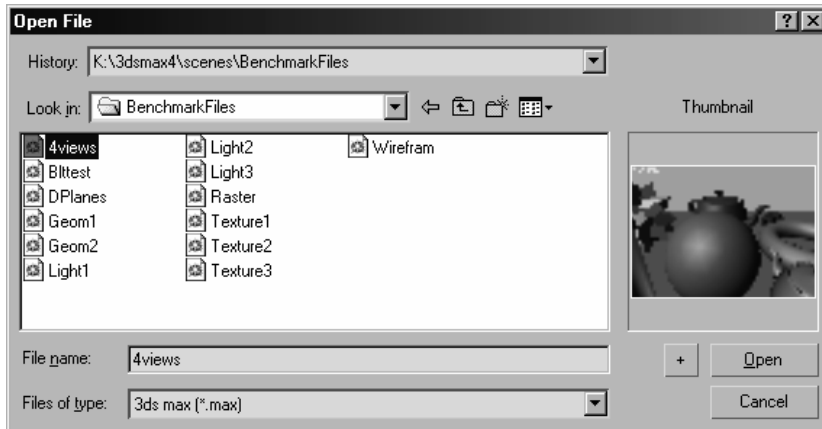 Open File
History: K:\3dsmax4\scenes\BenchmarkFiles
Look in: BenchmarkFiles
Thumbnail
4views Light2 Wirefram
Blttest Light3
DPlanes Raster
Geom1 Texture1
Geom2 Texture2
Light1 Texture3
File name: 4views + Open
Files of type: 3ds max (*.max) Cancel